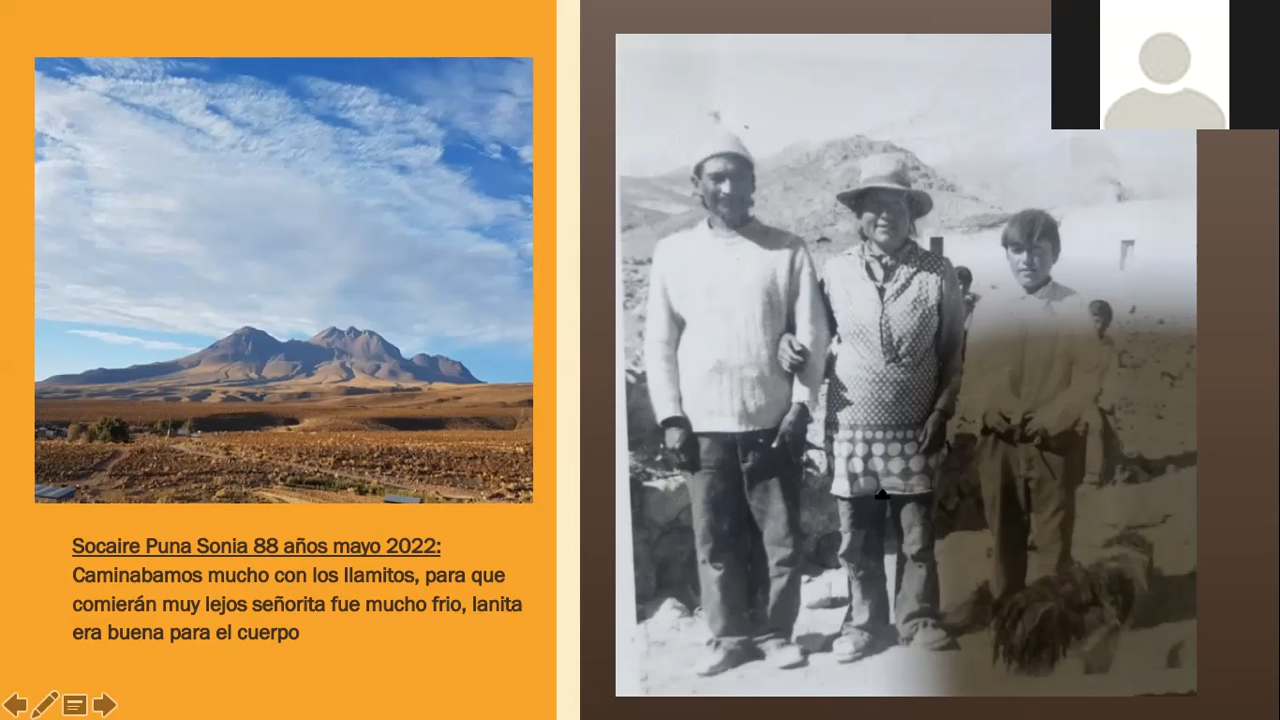 Socaire Puna Sonia 88 años mayo 2022:
Caminabamos mucho con los llamitos, para que
comierán muy lejos señorita fue mucho frio, lanita
era buena para el cuerpo